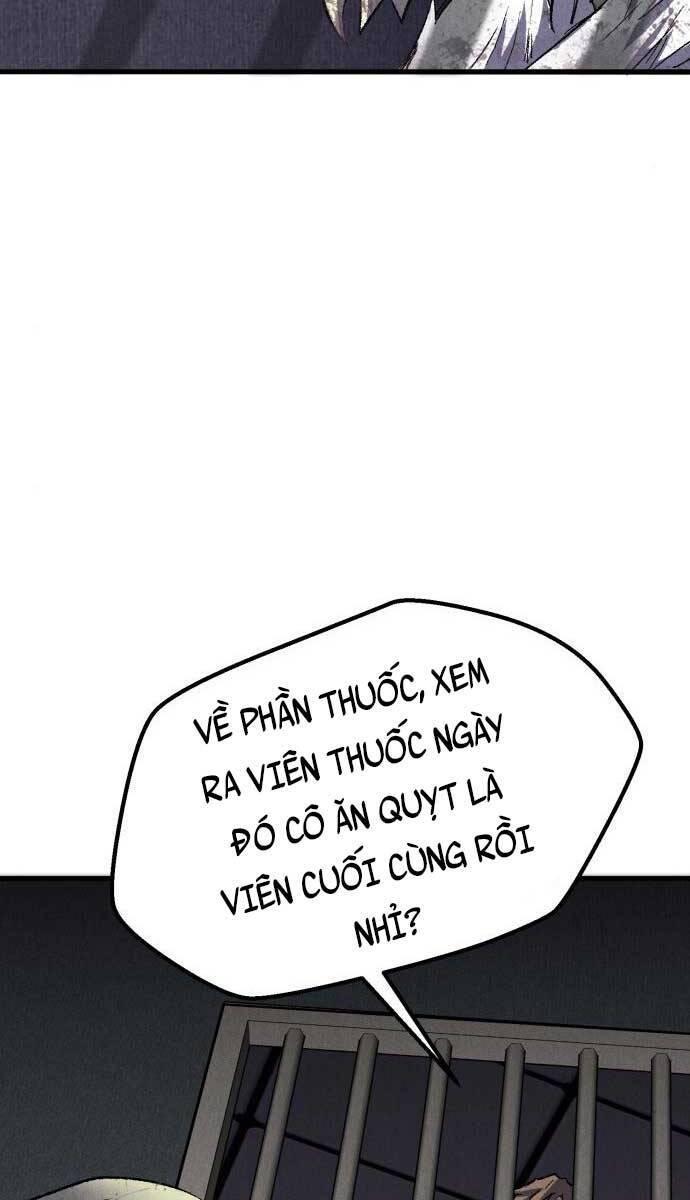 VỀ PHẦN THUỐC, XEM
RA VIÊN THUỐC NGÀY
ĐÓ CÔ ĂN QUỴT LÀ
VIÊN CUỐI CÙNG RỒI
NHỈ?